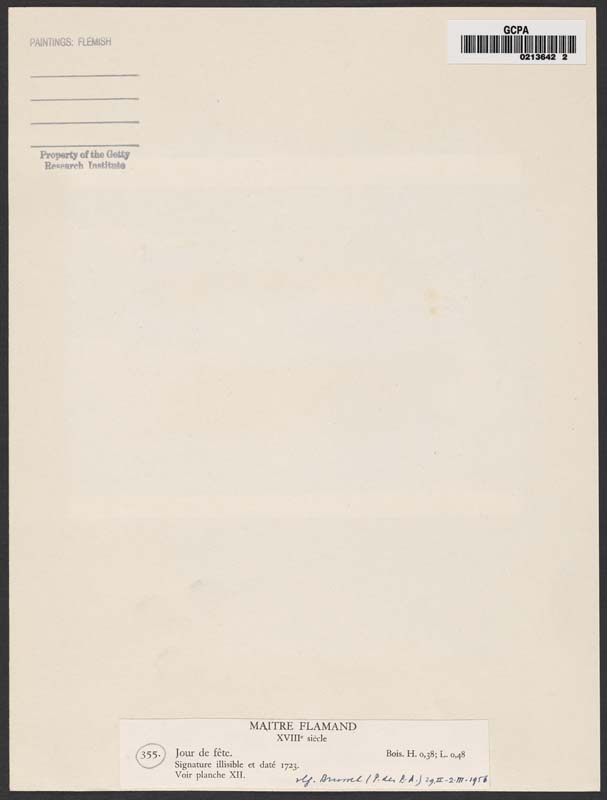 PAINTINGS: FLEMISH
GCPA
0213642 2
Property of the Getty
Research Institute
MAITRE FLAMAND
XVIIIe siècle
355. Jour de fête. Bois. H. 0,38; L. 0,48
Signature illisible et daté 1723.
Voir planche XII.
Brussel (P. des B.A.) 29-II-2-III-1956